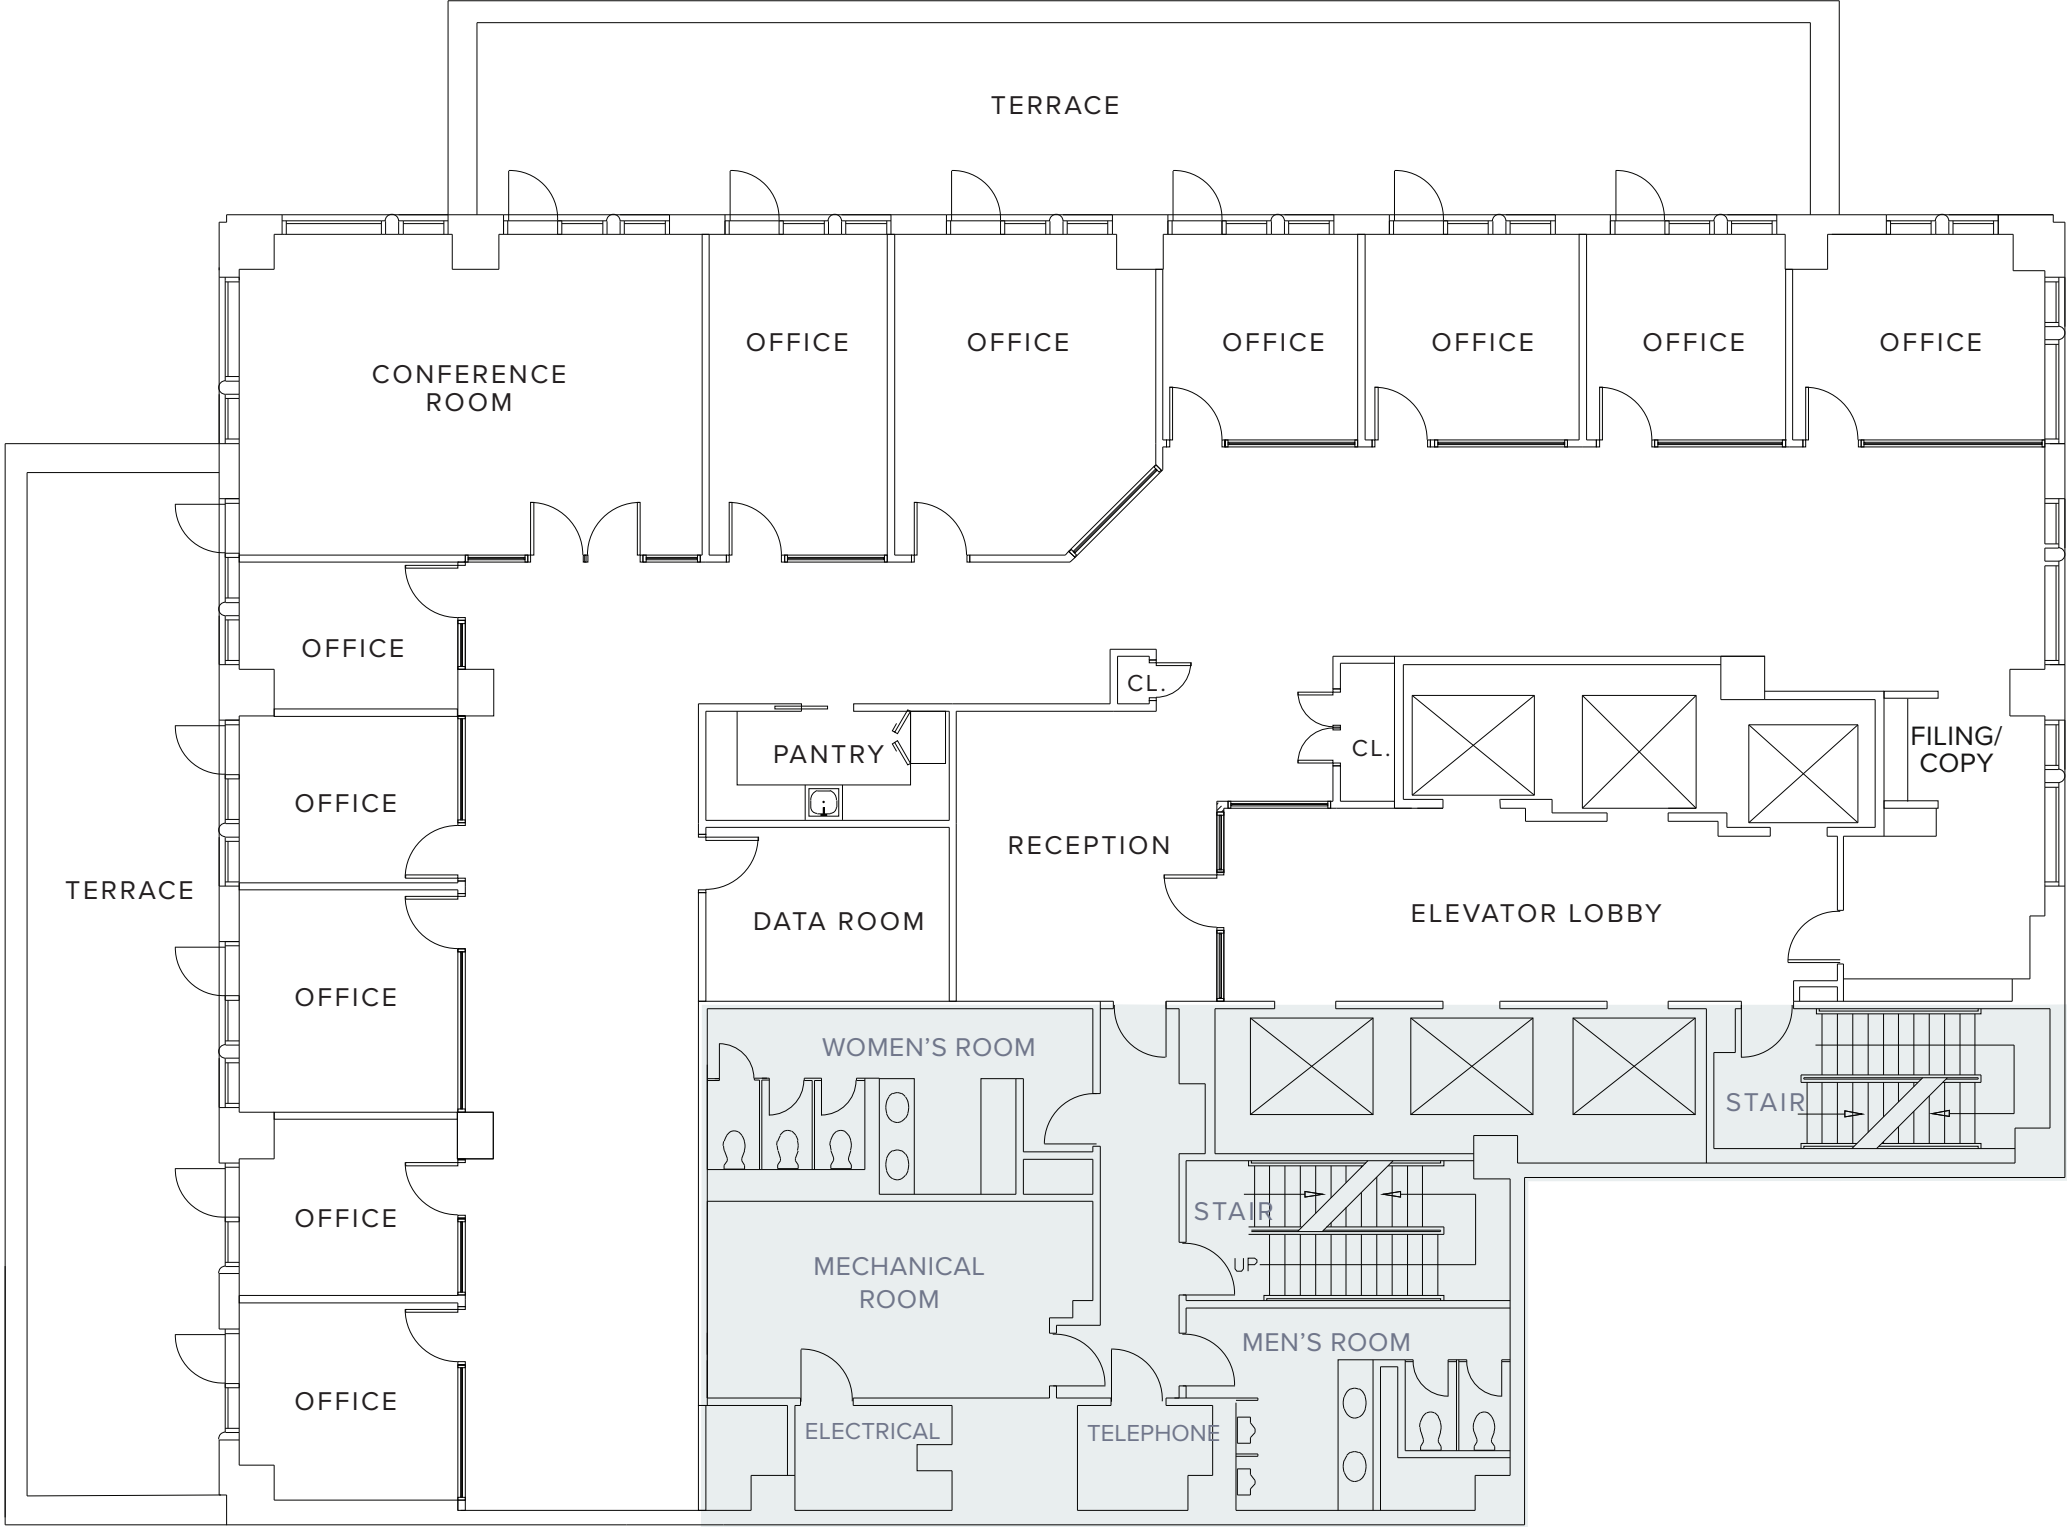 TERRACE
OFFICE
OFFICE
OFFICE
OFFICE
OFFICE
OFFICE
CONFERENCE
ROOM
OFFICE
CL.
FILING/
COPY
CL.
PANTRY
OFFICE
RECEPTION
TERRACE
ELEVATOR LOBBY
DATA ROOM
OFFICE
WOMEN'S ROOM
STAIR
STAIR
OFFICE
UP
MECHANICAL
ROOM
MEN'S ROOM
OFFICE
ELECTRICAL
TELEPHONE